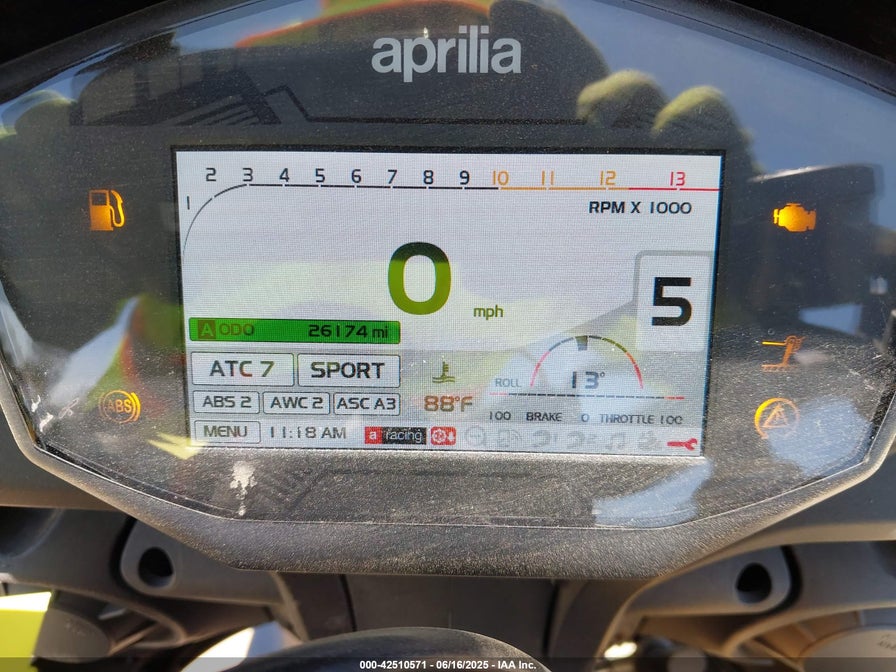 aprilia
1 2 3 4 5 6 7 8 9 10 11 12 13
RPM X 1000
0 mph
5
A ODO 26174 mi
ATC 7 SPORT
ABS 2 AWC 2 ASC A3
88°F
ROLL 13°
100 BRAKE 0 THROTTLE 100
MENU 11:18 AM
a racing
ABS
000-42510571 - 06/16/2025 - IAA Inc.